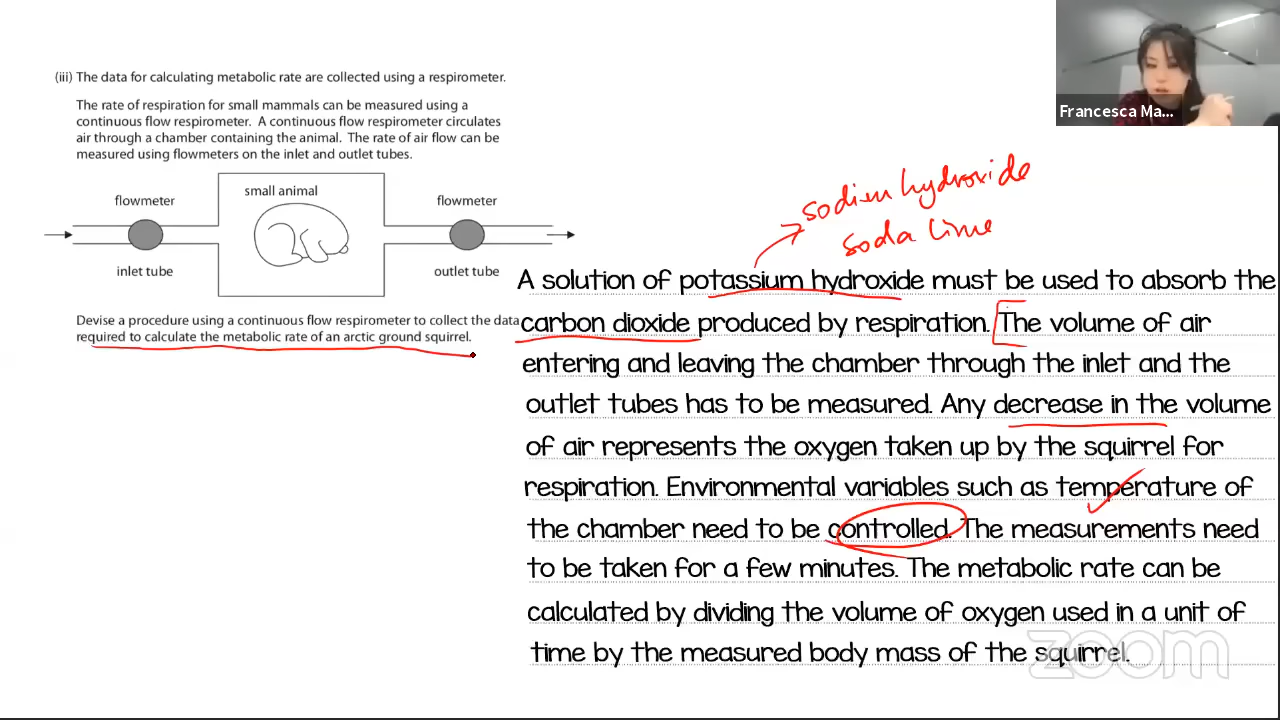 Francesca Ma...
(iii) The data for calculating metabolic rate are collected using a respirometer.
The rate of respiration for small mammals can be measured using a
continuous flow respirometer. A continuous flow respirometer circulates
air through a chamber containing the animal. The rate of air flow can be
measured using flowmeters on the inlet and outlet tubes.
small animal
flowmeter
flowmeter
inlet tube
outlet tube
Devise a procedure using a continuous flow respirometer to collect the data
required to calculate the metabolic rate of an arctic ground squirrel.
sodium hydroxide
soda lime
A solution of potassium hydroxide must be used to absorb the
carbon dioxide produced by respiration. The volume of air
entering and leaving the chamber through the inlet and the
outlet tubes has to be measured. Any decrease in the volume
of air represents the oxygen taken up by the squirrel for
respiration. Environmental variables such as temperature of
the chamber need to be controlled. The measurements need
to be taken for a few minutes. The metabolic rate can be
calculated by dividing the volume of oxygen used in a unit of
time by the measured body mass of the squirrel.
zoom